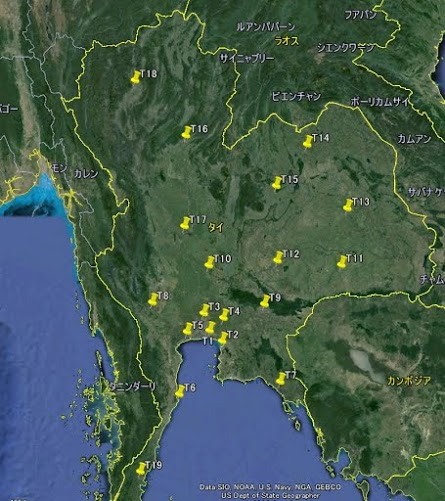 ファバン
ルアンパバーン
ラオス
シエンクワーン
サイニャブリー
T18
ビエンチャン
ボーリカムサイ
バゴー
T16
T14
カムアン
モン
カレン
T15
サバナケ
T13
T17
タイ
T10
T12
T11
チャム
T8
T9
T3
T4
T5
T1
T2
T7
カンボジア
タニンダーリ
T6
T19
Data SIO, NOAA, U.S. Navy, NGA, GEBCO
US Dept of State Geographer